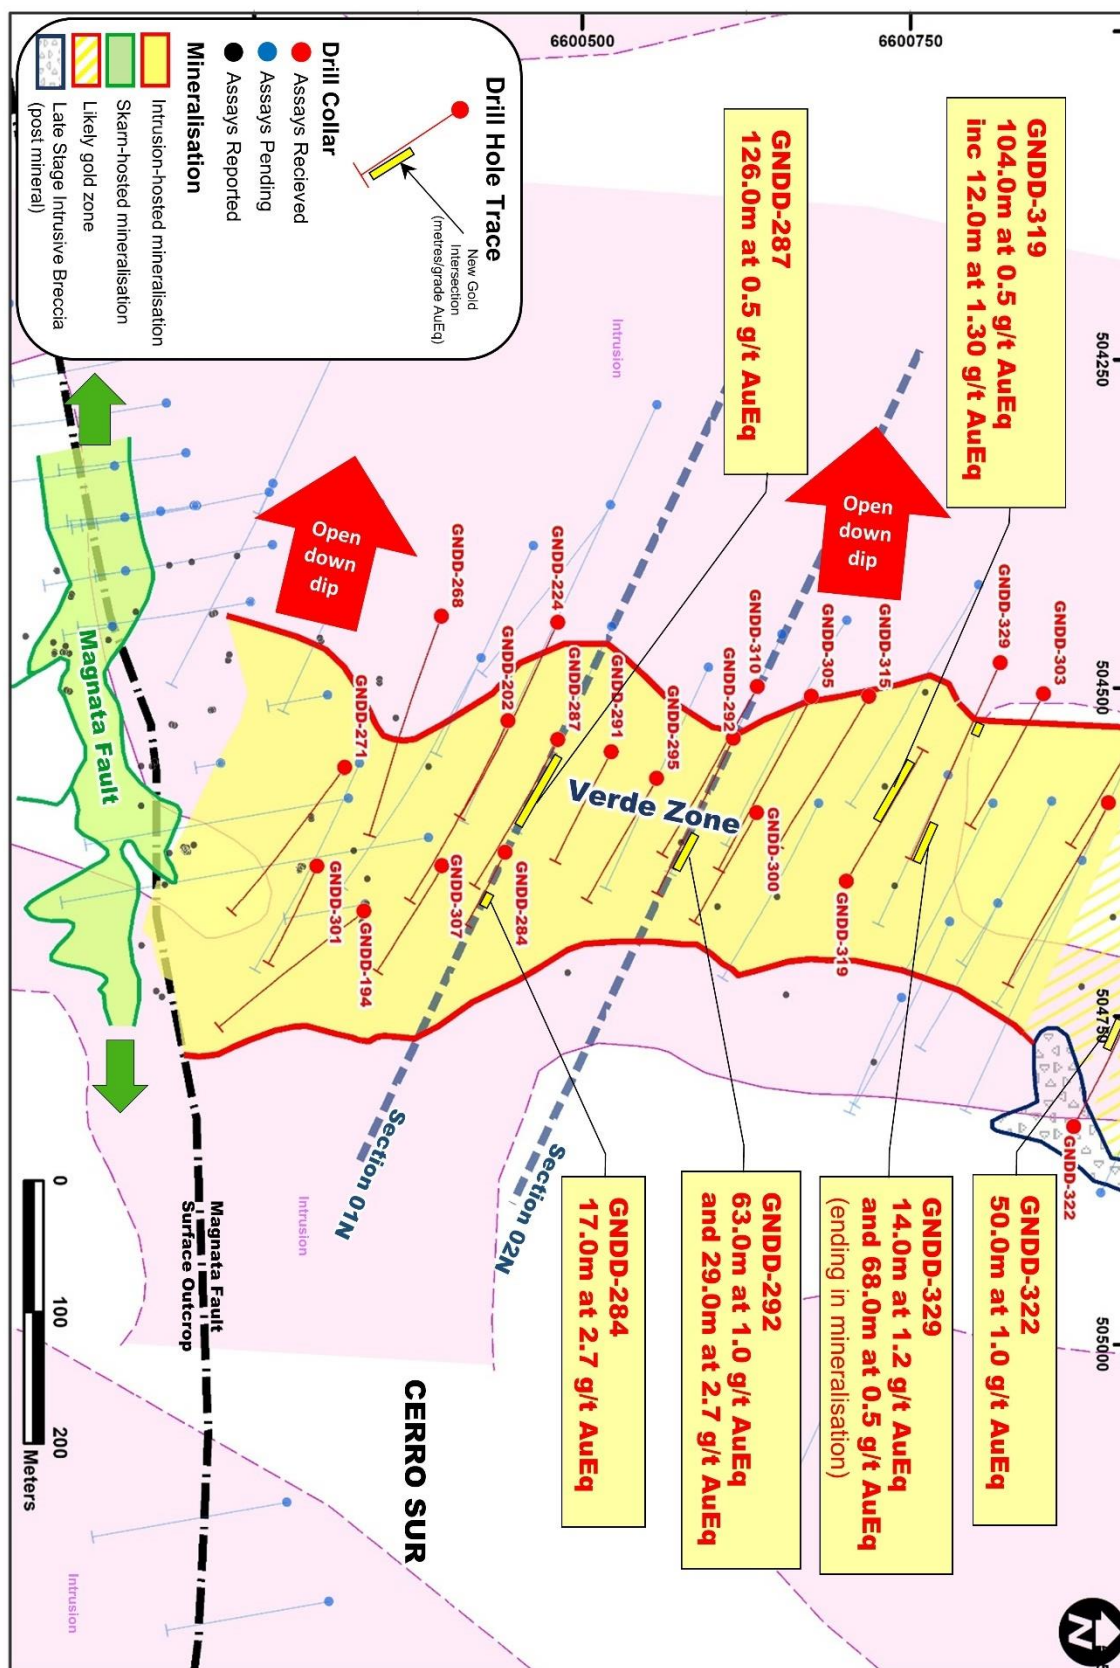 6600500
6600750
504250
504500
504750
505000
Drill Hole Trace
New Gold
Intersection
(metres/grade AuEq)
Drill Collar
Assays Recieved
Assays Pending
Assays Reported
Mineralisation
Intrusion-hosted mineralisation
Skarn-hosted mineralisation
Likely gold zone
Late Stage Intrusive Breccia
(post mineral)
GNDD-319
104.0m at 0.5 g/t AuEq
inc 12.0m at 1.30 g/t AuEq
GNDD-287
126.0m at 0.5 g/t AuEq
Intrusion
Open
down
dip
Open
down
dip
GNDD-303
GNDD-329
GNDD-315
GNDD-305
GNDD-310
GNDD-292
GNDD-295
GNDD-291
GNDD-287
GNDD-224
GNDD-202
GNDD-268
GNDD-271
Verde Zone
GNDD-300
GNDD-319
GNDD-284
GNDD-307
GNDD-194
GNDD-301
Magnata Fault
GNDD-322
Section 01N
Section 02N
GNDD-322
50.0m at 1.0 g/t AuEq
GNDD-329
14.0m at 1.2 g/t AuEq
and 68.0m at 0.5 g/t AuEq
(ending in mineralisation)
GNDD-292
63.0m at 1.0 g/t AuEq
and 29.0m at 2.7 g/t AuEq
GNDD-284
17.0m at 2.7 g/t AuEq
Intrusion
Magnata Fault
Surface Outcrop
CERRO SUR
0
100
200
Meters
Intrusion
N